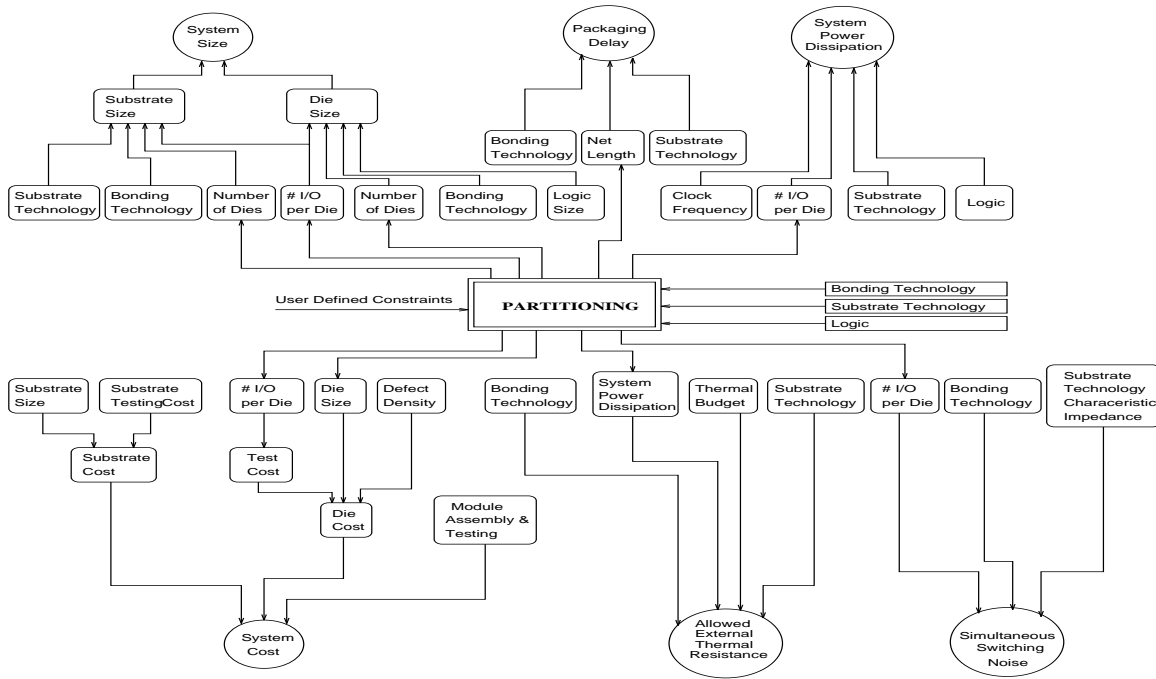 System
Size
Packaging
Delay
System
Power
Dissipation
Substrate
Size
Die
Size
Bonding
Technology
Net
Length
Substrate
Technology
Substrate
Technology
Bonding
Technology
Number
of Dies
# I/O
per Die
Number
of Dies
Bonding
Technology
Logic
Size
Clock
Frequency
# I/O
per Die
Substrate
Technology
Logic
User Defined Constraints
PARTITIONING
Bonding Technology
Substrate Technology
Logic
Substrate
Size
Substrate
TestingCost
# I/O
per Die
Die
Size
Defect
Density
Bonding
Technology
System
Power
Dissipation
Thermal
Budget
Substrate
Technology
# I/O
per Die
Bonding
Technology
Substrate
Technology
Characeristic
Impedance
Substrate
Cost
Test
Cost
Die
Cost
Module
Assembly &
Testing
System
Cost
Allowed
External
Thermal
Resistance
Simultaneous
Switching
Noise